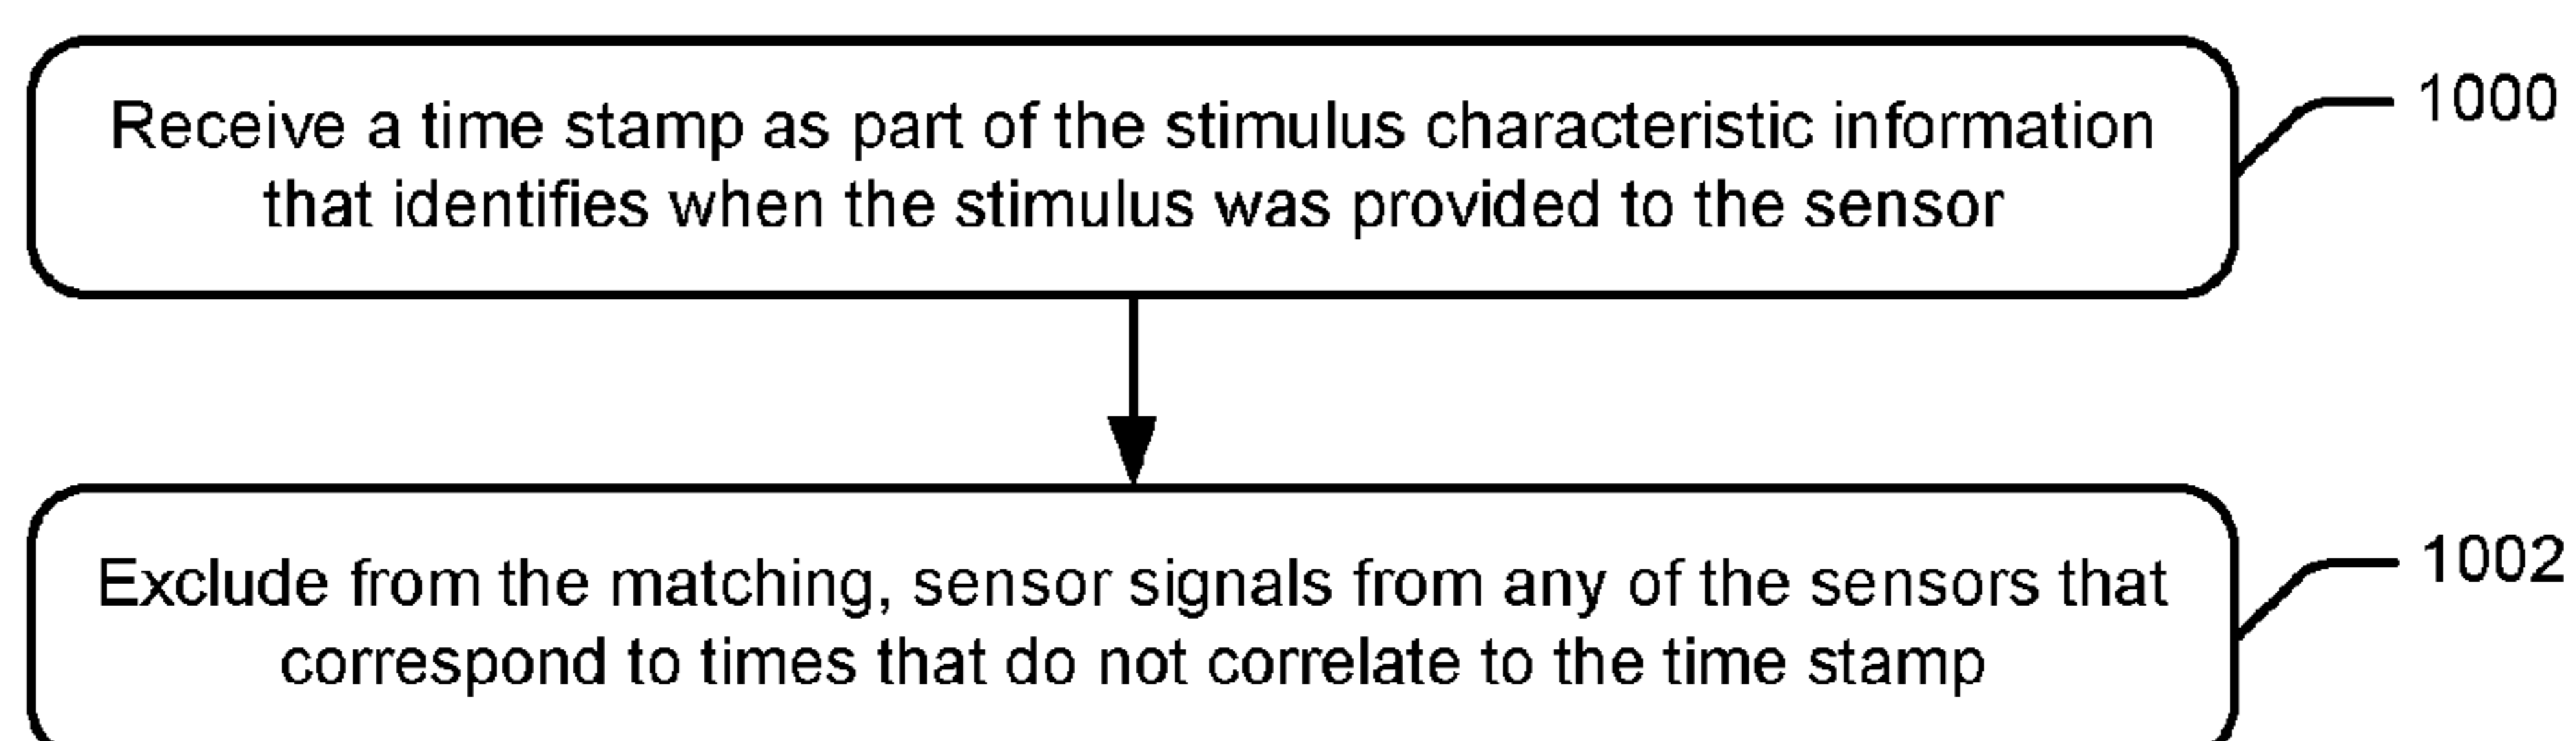 Receive a time stamp as part of the stimulus characteristic information
that identifies when the stimulus was provided to the sensor
1000
Exclude from the matching, sensor signals from any of the sensors that
correspond to times that do not correlate to the time stamp
1002